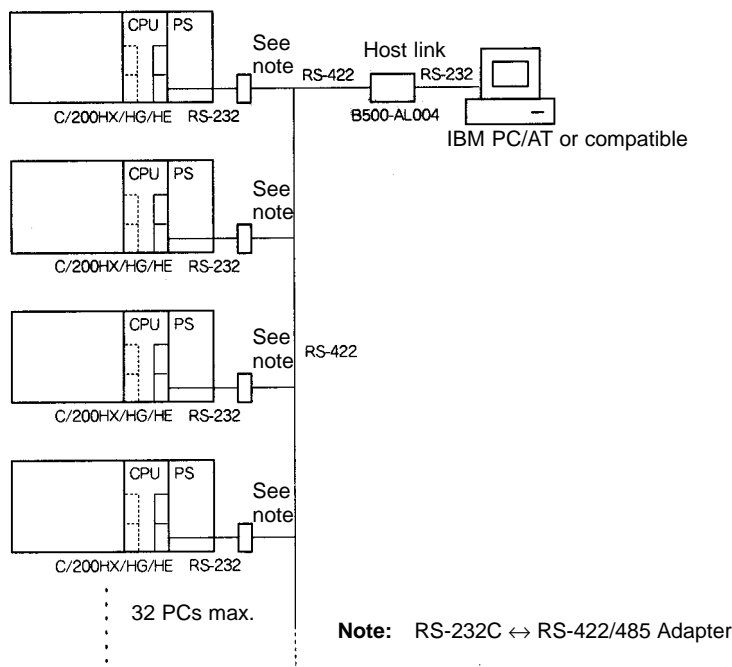 CPU PS
See
note
Host link
RS-422
RS-232
C/200HX/HG/HE RS-232
B500-AL004
IBM PC/AT or compatible
CPU PS
See
note
C/200HX/HG/HE RS-232
CPU PS
See
note
RS-422
C/200HX/HG/HE RS-232
CPU PS
See
note
C/200HX/HG/HE RS-232
32 PCs max.
Note: RS-232C ↔ RS-422/485 Adapter